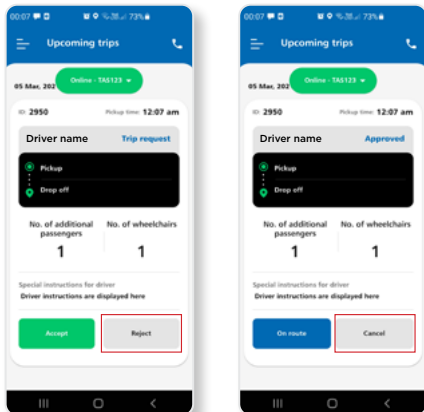 00:07 73%
Upcoming trips
Online - TAS123
05 Mar, 202
ID: 2950 Pickup time: 12:07 am
Driver name Trip request
Pickup
Drop off
No. of additional passengers No. of wheelchairs
1 1
Special instructions for driver
Driver instructions are displayed here
Accept Reject
00:07 73%
Upcoming trips
Online - TAS123
05 Mar, 202
ID: 2950 Pickup time: 12:07 am
Driver name Approved
Pickup
Drop off
No. of additional passengers No. of wheelchairs
1 1
Special instructions for driver
Driver instructions are displayed here
On route Cancel